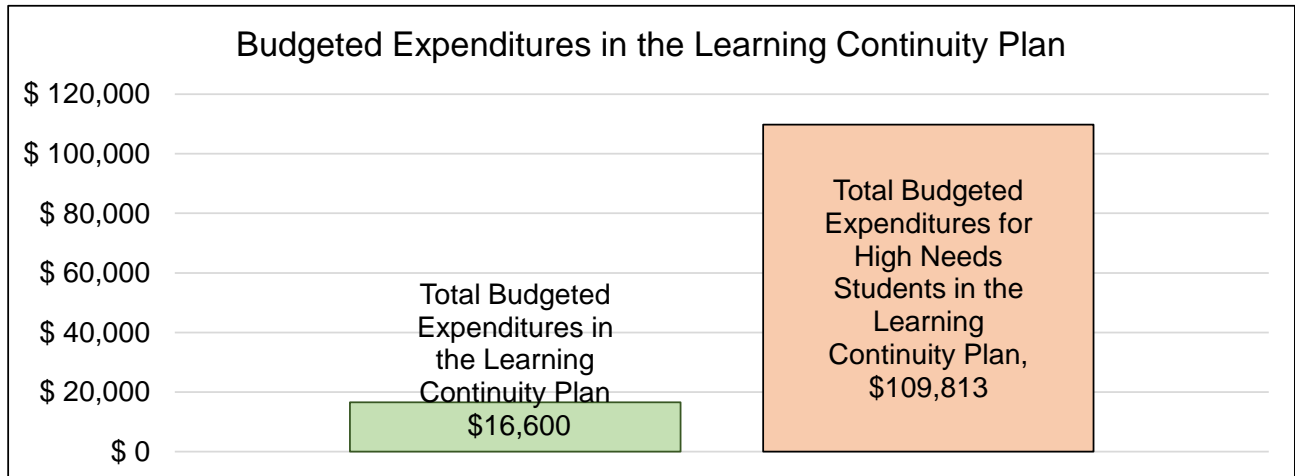 Budgeted Expenditures in the Learning Continuity Plan
$ 120,000
$ 100,000
$ 80,000
$ 60,000
$ 40,000
$ 20,000
$ 0
Total Budgeted
Expenditures in
the Learning
Continuity Plan
$16,600
Total Budgeted
Expenditures for
High Needs
Students in the
Learning
Continuity Plan,
$109,813